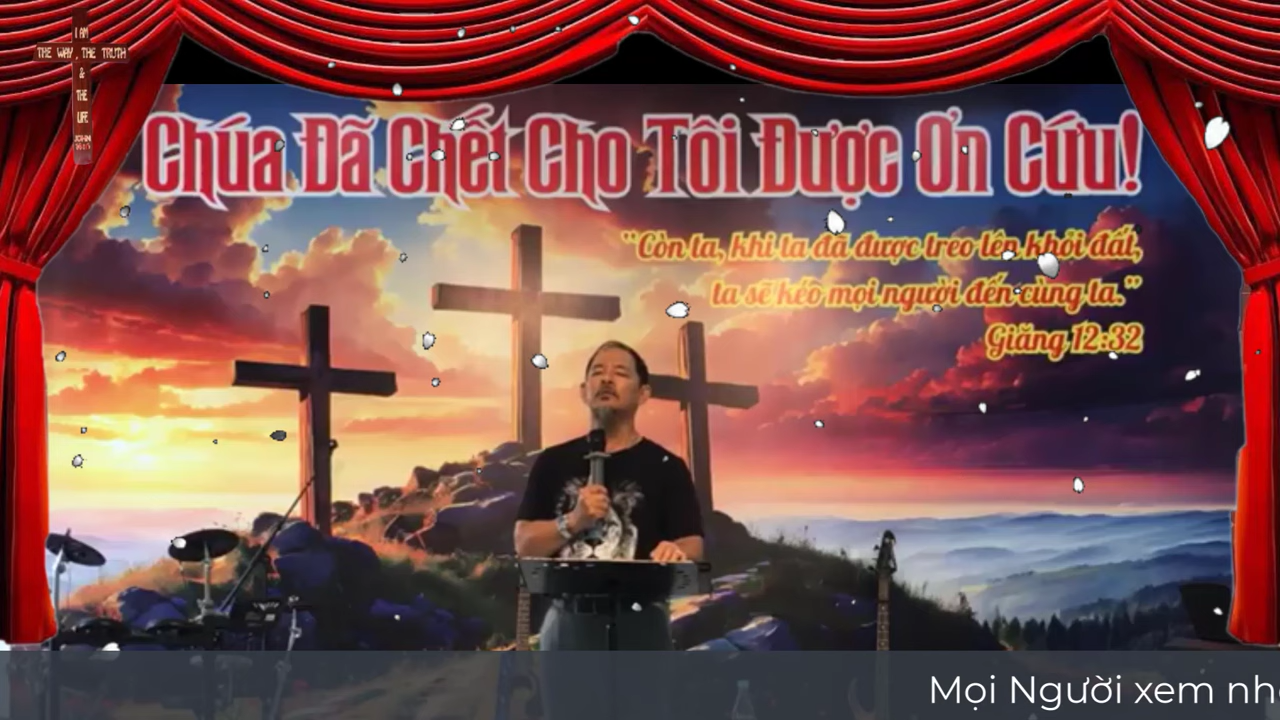 I AM
THE WAY, THE TRUTH
&
THE
LIFE
JOHN
Chúa Đã Chết Cho Tôi Được Ơn Cứu!
"Còn ta, khi ta đã được treo lên khỏi đất,
ta sẽ kéo mọi người đến cùng ta."
Giăng 12:32
Mọi Người xem